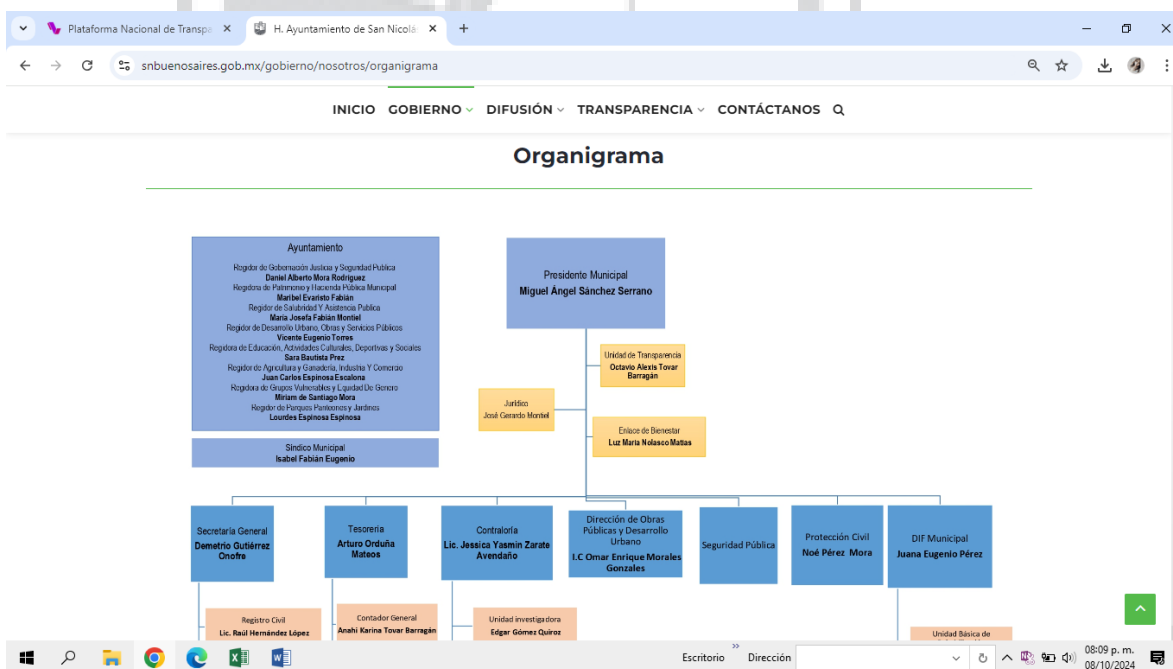 Plataforma Nacional de Transpa
H. Ayuntamiento de San Nicolá
snbuenosaires.gob.mx/gobierno/nosotros/organigrama
INICIO GOBIERNO DIFUSIÓN TRANSPARENCIA CONTÁCTANOS
Organigrama
Ayuntamiento
Regidor de Gobernación Justicia y Seguridad Publica
Daniel Alberto Mora Rodríguez
Regidora de Patrimonio y Hacienda Pública Municipal
Maribel Evaristo Fabián
Regidor de Salubridad Y Asistencia Publica
María Josefa Fabián Montiel
Regidor de Desarrollo Urbano, Obras y Servicios Públicos
Vicente Eugenio Torres
Regidora de Educación, Actividades Culturales, Deportivas y Sociales
Sara Bautista Prez
Regidor de Agricultura y Ganadería, Industria Y Comercio
Juan Carlos Espinosa Escalona
Regidora de Grupos Vulnerables y Equidad De Genero
Miriam de Santiago Mora
Regidor de Parques Panteones y Jardines
Lourdes Espinosa Espinosa
Síndico Municipal
Isabel Fabián Eugenio
Presidente Municipal
Miguel Ángel Sánchez Serrano
Unidad de Transparencia
Octavio Alexis Tovar
Barragán
Jurídico
José Gerardo Montiel
Enlace de Bienestar
Luz María Nolasco Matías
Secretaría General
Demetrio Gutiérrez
Onofre
Tesoreria
Arturo Orduña
Mateos
Contraloría
Lic. Jessica Yasmín Zarate
Avendaño
Dirección de Obras
Públicas y Desarrollo
Urbano
I.C Omar Enrique Morales
Gonzales
Seguridad Pública
Protección Civil
Noé Pérez Mora
DIF Municipal
Juana Eugenio Pérez
Registro Civil
Lic. Raúl Hernández López
Contador General
Anahi Karina Tovar Barragán
Unidad investigadora
Edgar Gómez Quiroz
Unidad Básica de
Escritorio
Dirección
08:09 p. m.
08/10/2024